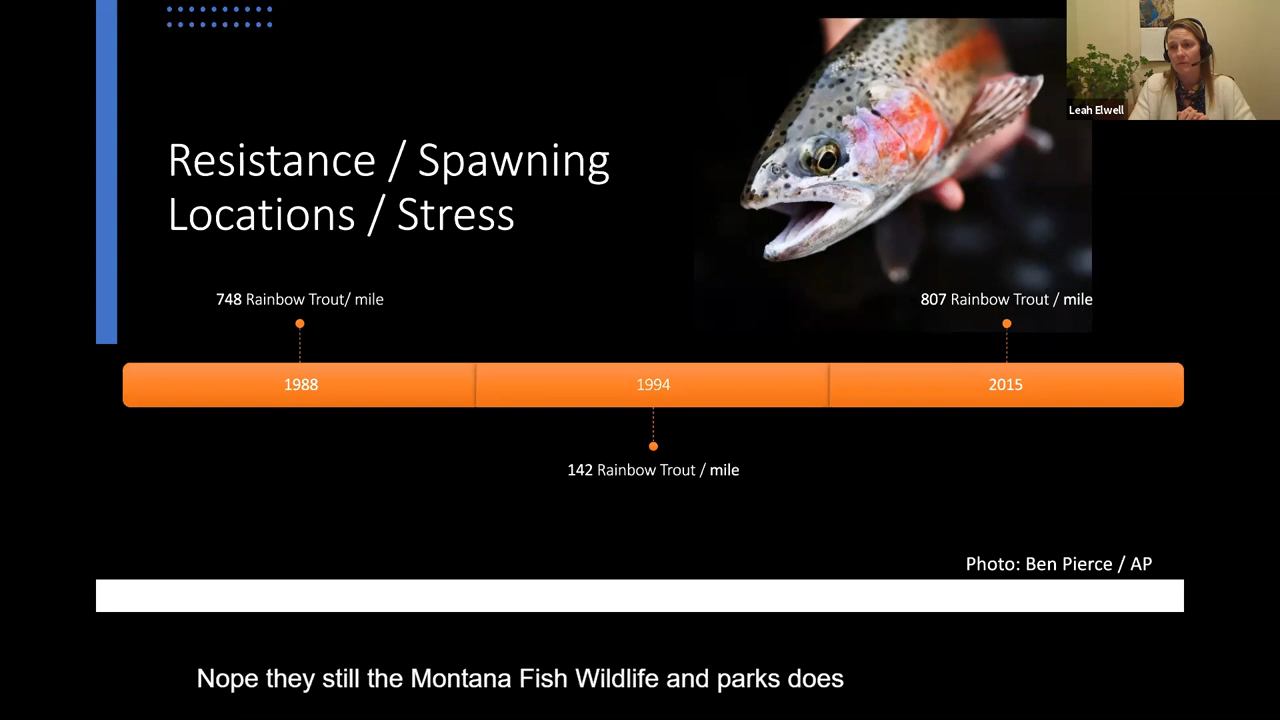 Leah Elwell
Resistance / Spawning
Locations / Stress
748 Rainbow Trout/ mile
807 Rainbow Trout / mile
1988
1994
2015
142 Rainbow Trout / mile
Photo: Ben Pierce / AP
Nope they still the Montana Fish Wildlife and parks does